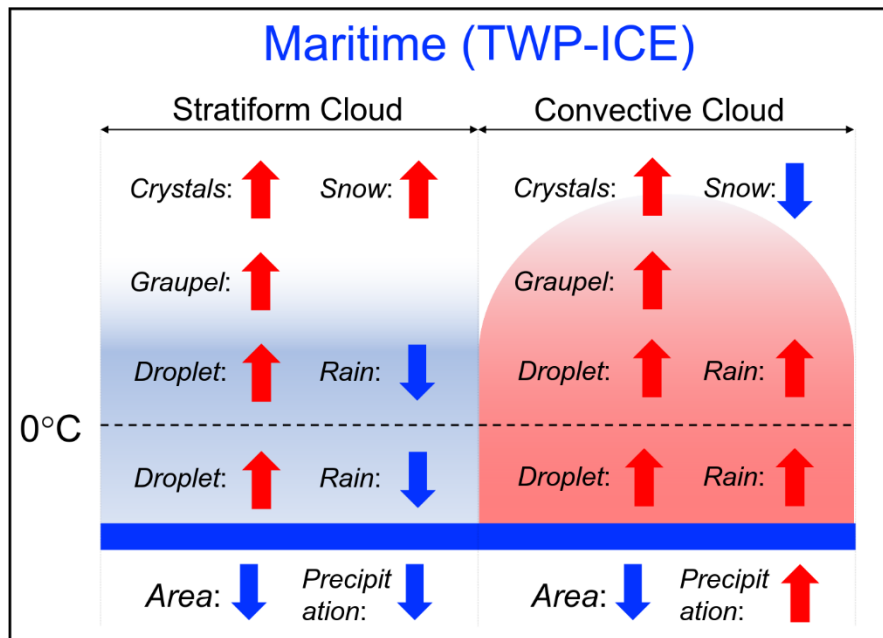 Maritime (TWP-ICE)
Stratiform Cloud Convective Cloud
Crystals: Snow: Crystals: Snow:
Graupel: Graupel:
Droplet: Rain: Droplet: Rain:
0°C
Droplet: Rain: Droplet: Rain:
Area: Precipit Area: Precipit
ation: ation: